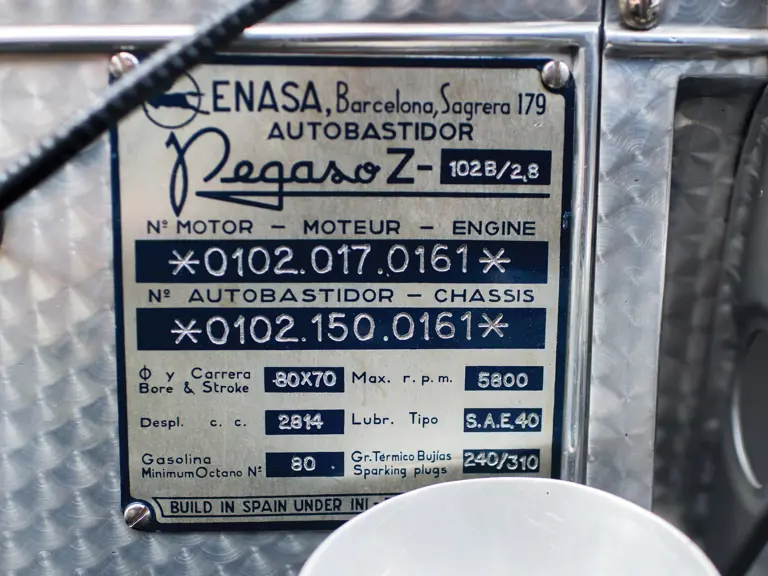 ENASA, Barcelona, Sagrera 179
AUTOBASTIDOR
Pegaso Z- 102B/2,8
Nº MOTOR — MOTEUR — ENGINE
*0102.017.0161*
Nº AUTOBASTIDOR — CHASSIS
*0102.150.0161*
Φ y Carrera
Bore & Stroke 80X70
Max. r.p.m. 5800
Despl. c.c. 2814
Lubr. Tipo S.A.E.40
Gasolina
Minimum Octano Nº 80
Gr. Térmico Bujías
Sparking plugs 240/310
BUILD IN SPAIN UNDER INI -